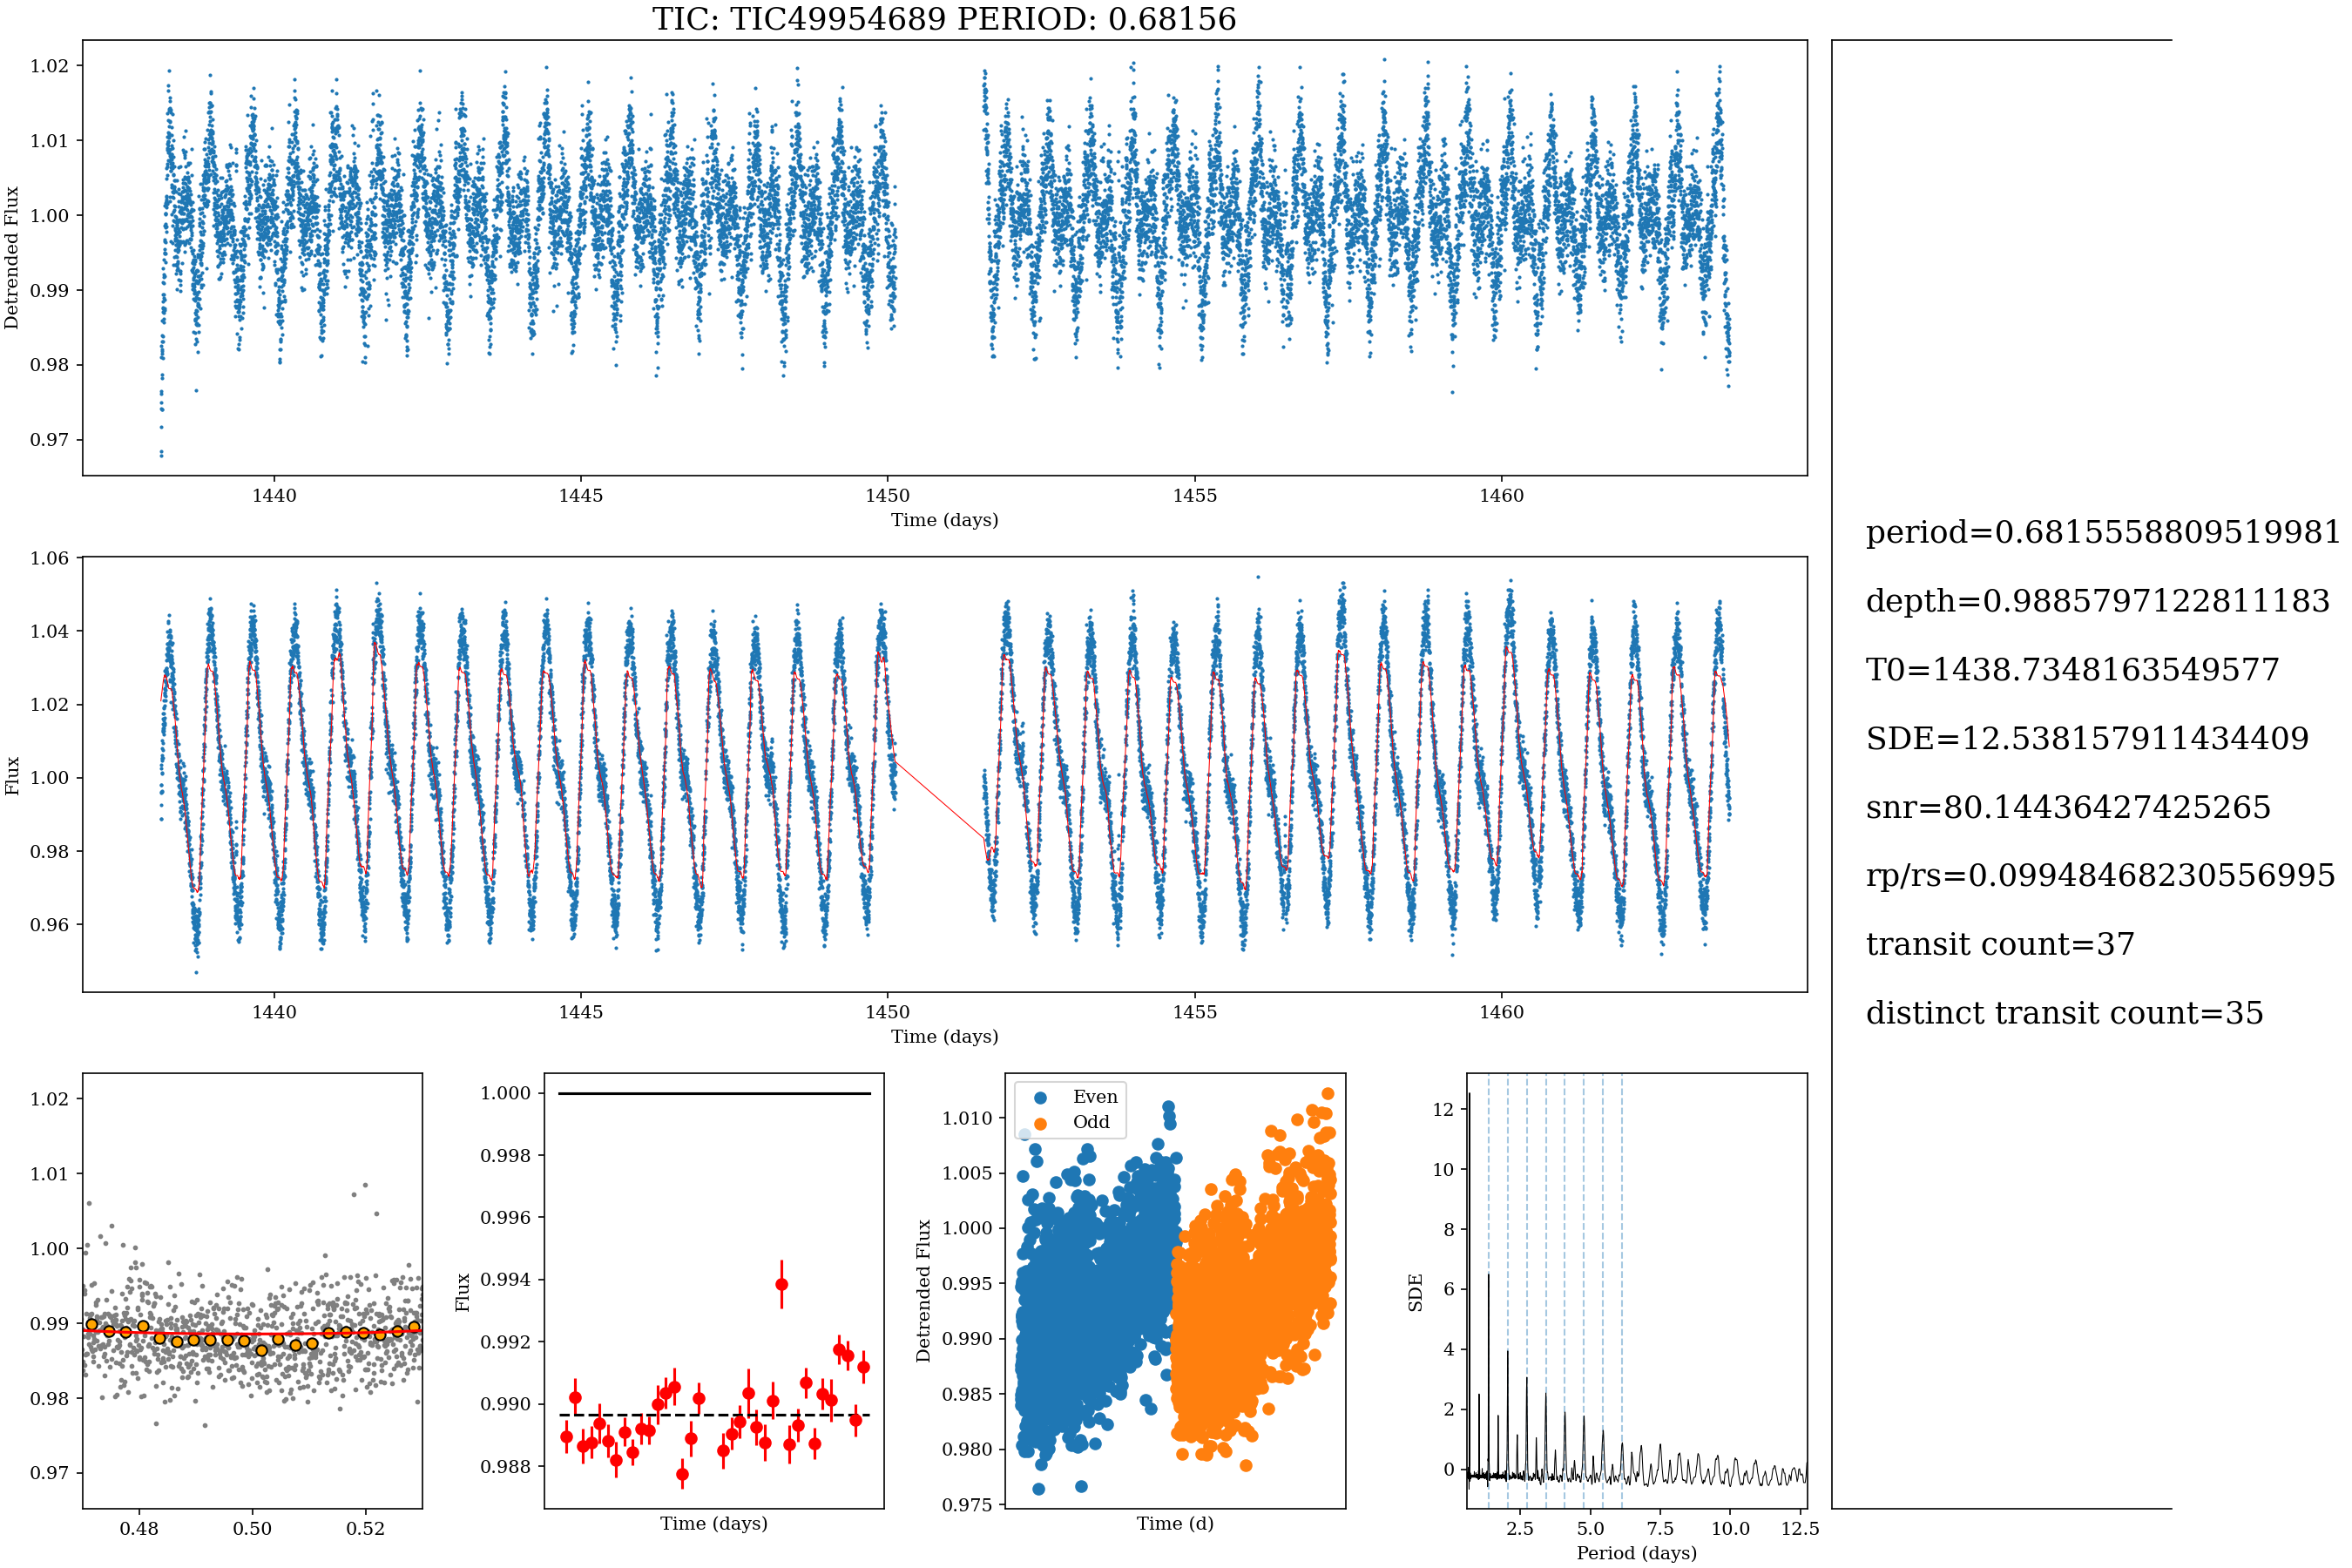 TIC: TIC49954689 PERIOD: 0.68156
1.02
1.01
1.00
0.99
0.98
0.97
Detrended Flux
1440
1445
1450
1455
1460
Time (days)
1.06
1.04
1.02
1.00
0.98
0.96
Flux
1440
1445
1450
1455
1460
Time (days)
period=0.6815558809519981
depth=0.9885797122811183
T0=1438.7348163549577
SDE=12.538157911434409
snr=80.14436427425265
rp/rs=0.09948468230556995
transit count=37
distinct transit count=35
1.02
1.01
1.00
0.99
0.98
0.97
0.48
0.50
0.52
1.000
0.998
0.996
0.994
0.992
0.990
0.988
Flux
Time (days)
Even
Odd
1.010
1.005
1.000
0.995
0.990
0.985
0.980
0.975
Detrended Flux
Time (d)
12
10
8
6
4
2
0
SDE
2.5
5.0
7.5
10.0
12.5
Period (days)